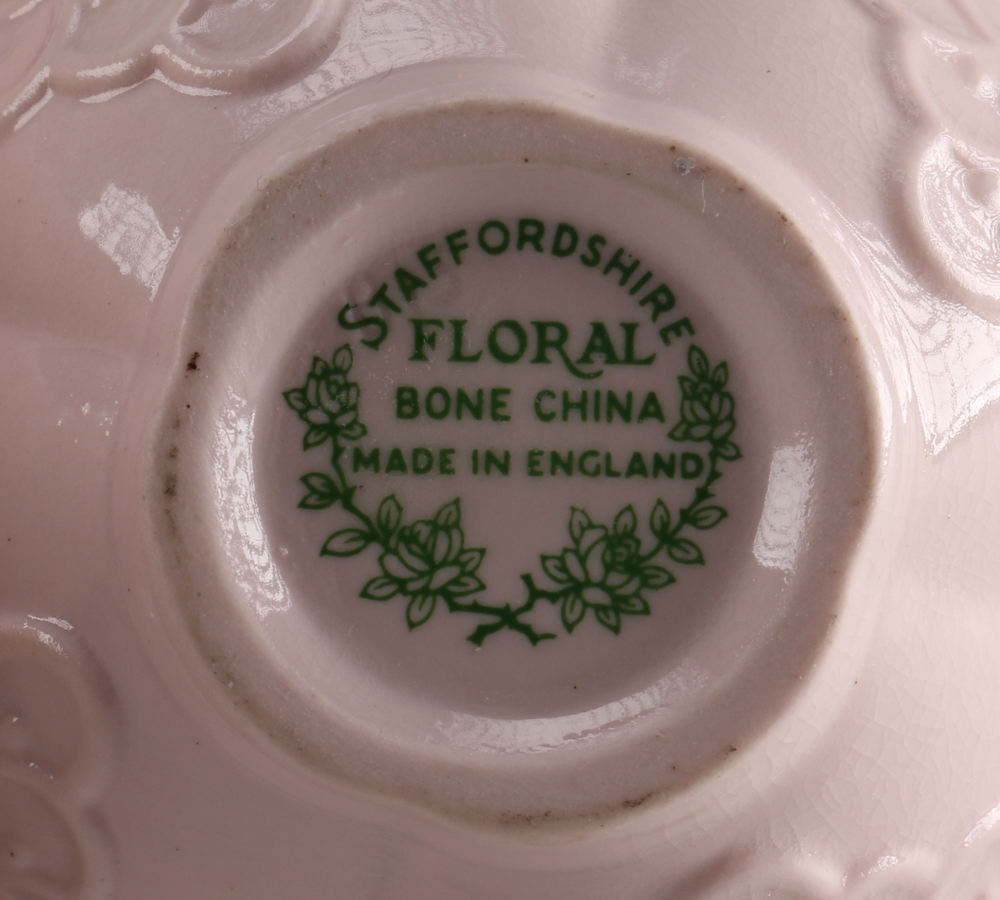 STAFFORDSHIRE
FLORAL
BONE CHINA
MADE IN ENGLAND